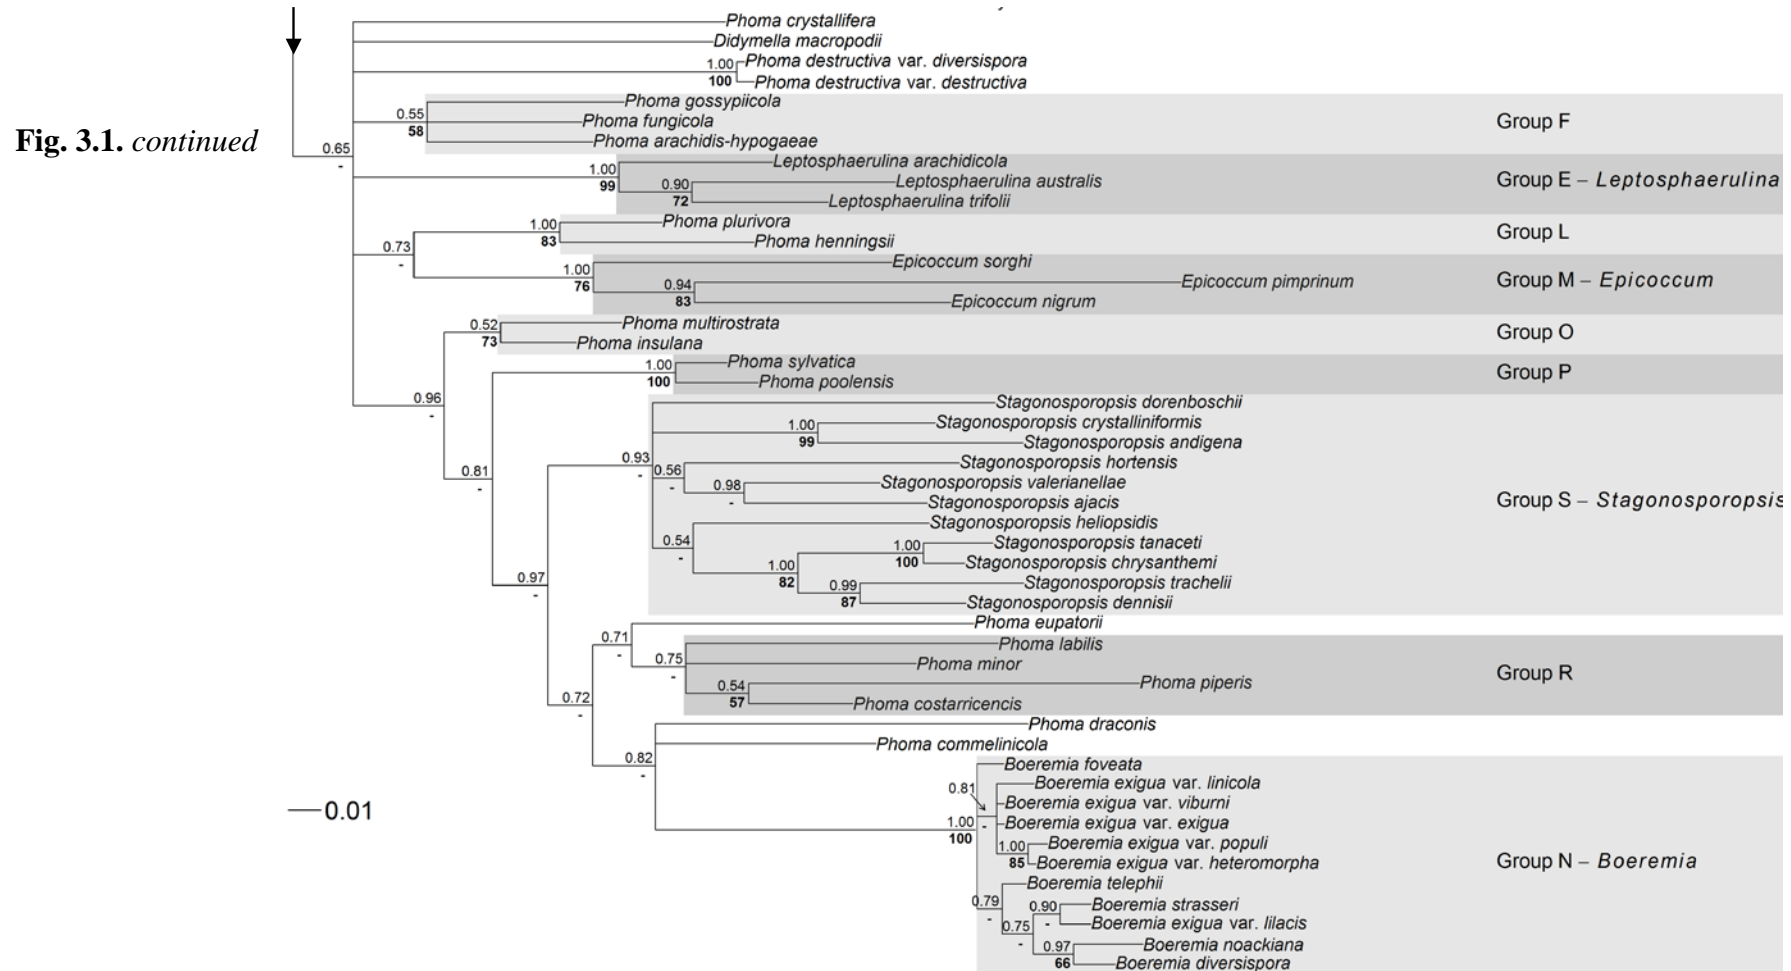 Phoma crystallifera
Didymella macropodii
1.00
Phoma destructiva var. diversispora
100
Phoma destructiva var. destructiva
Fig. 3.1. continued
0.65
-
Phoma gossypiicola
0.55
Phoma fungicola
58
Phoma arachidis-hypogaeae
Group F
Leptosphaerulina arachidicola
1.00
99
0.90
Leptosphaerulina australis
72
Leptosphaerulina trifolii
Group E – Leptosphaerulina
0.73
-
Phoma plurivora
1.00
83
Phoma henningsii
Group L
Epicoccum sorghi
1.00
76
0.94
Epicoccum pimprinum
83
Epicoccum nigrum
Group M – Epicoccum
0.96
-
0.52
Phoma multirostrata
73
Phoma insulana
Group O
0.81
-
Phoma sylvatica
1.00
100
Phoma poolensis
Group P
0.97
-
0.93
-
Stagonosporopsis dorenboschii
1.00
Stagonosporopsis crystalliniformis
99
Stagonosporopsis andigena
0.56
-
Stagonosporopsis hortensis
0.98
Stagonosporopsis valerianellae
-
Stagonosporopsis ajacis
Group S – Stagonosporopsis
0.54
-
Stagonosporopsis heliopsidis
1.00
82
1.00
Stagonosporopsis tanaceti
100
Stagonosporopsis chrysanthemi
0.99
Stagonosporopsis trachelii
87
Stagonosporopsis dennisii
0.72
-
0.71
-
Phoma eupatorii
0.75
-
Phoma labilis
Phoma minor
0.54
Phoma piperis
57
Phoma costarricencis
Group R
0.82
-
Phoma draconis
Phoma commelinicola
1.00
100
Boeremia foveata
0.81
-
Boeremia exigua var. linicola
Boeremia exigua var. viburni
Boeremia exigua var. exigua
1.00
Boeremia exigua var. populi
85
Boeremia exigua var. heteromorpha
Group N – Boeremia
0.79
-
Boeremia telephii
0.75
-
0.90
Boeremia strasseri
-
Boeremia exigua var. lilacis
0.97
Boeremia noackiana
66
Boeremia diversispora
0.01